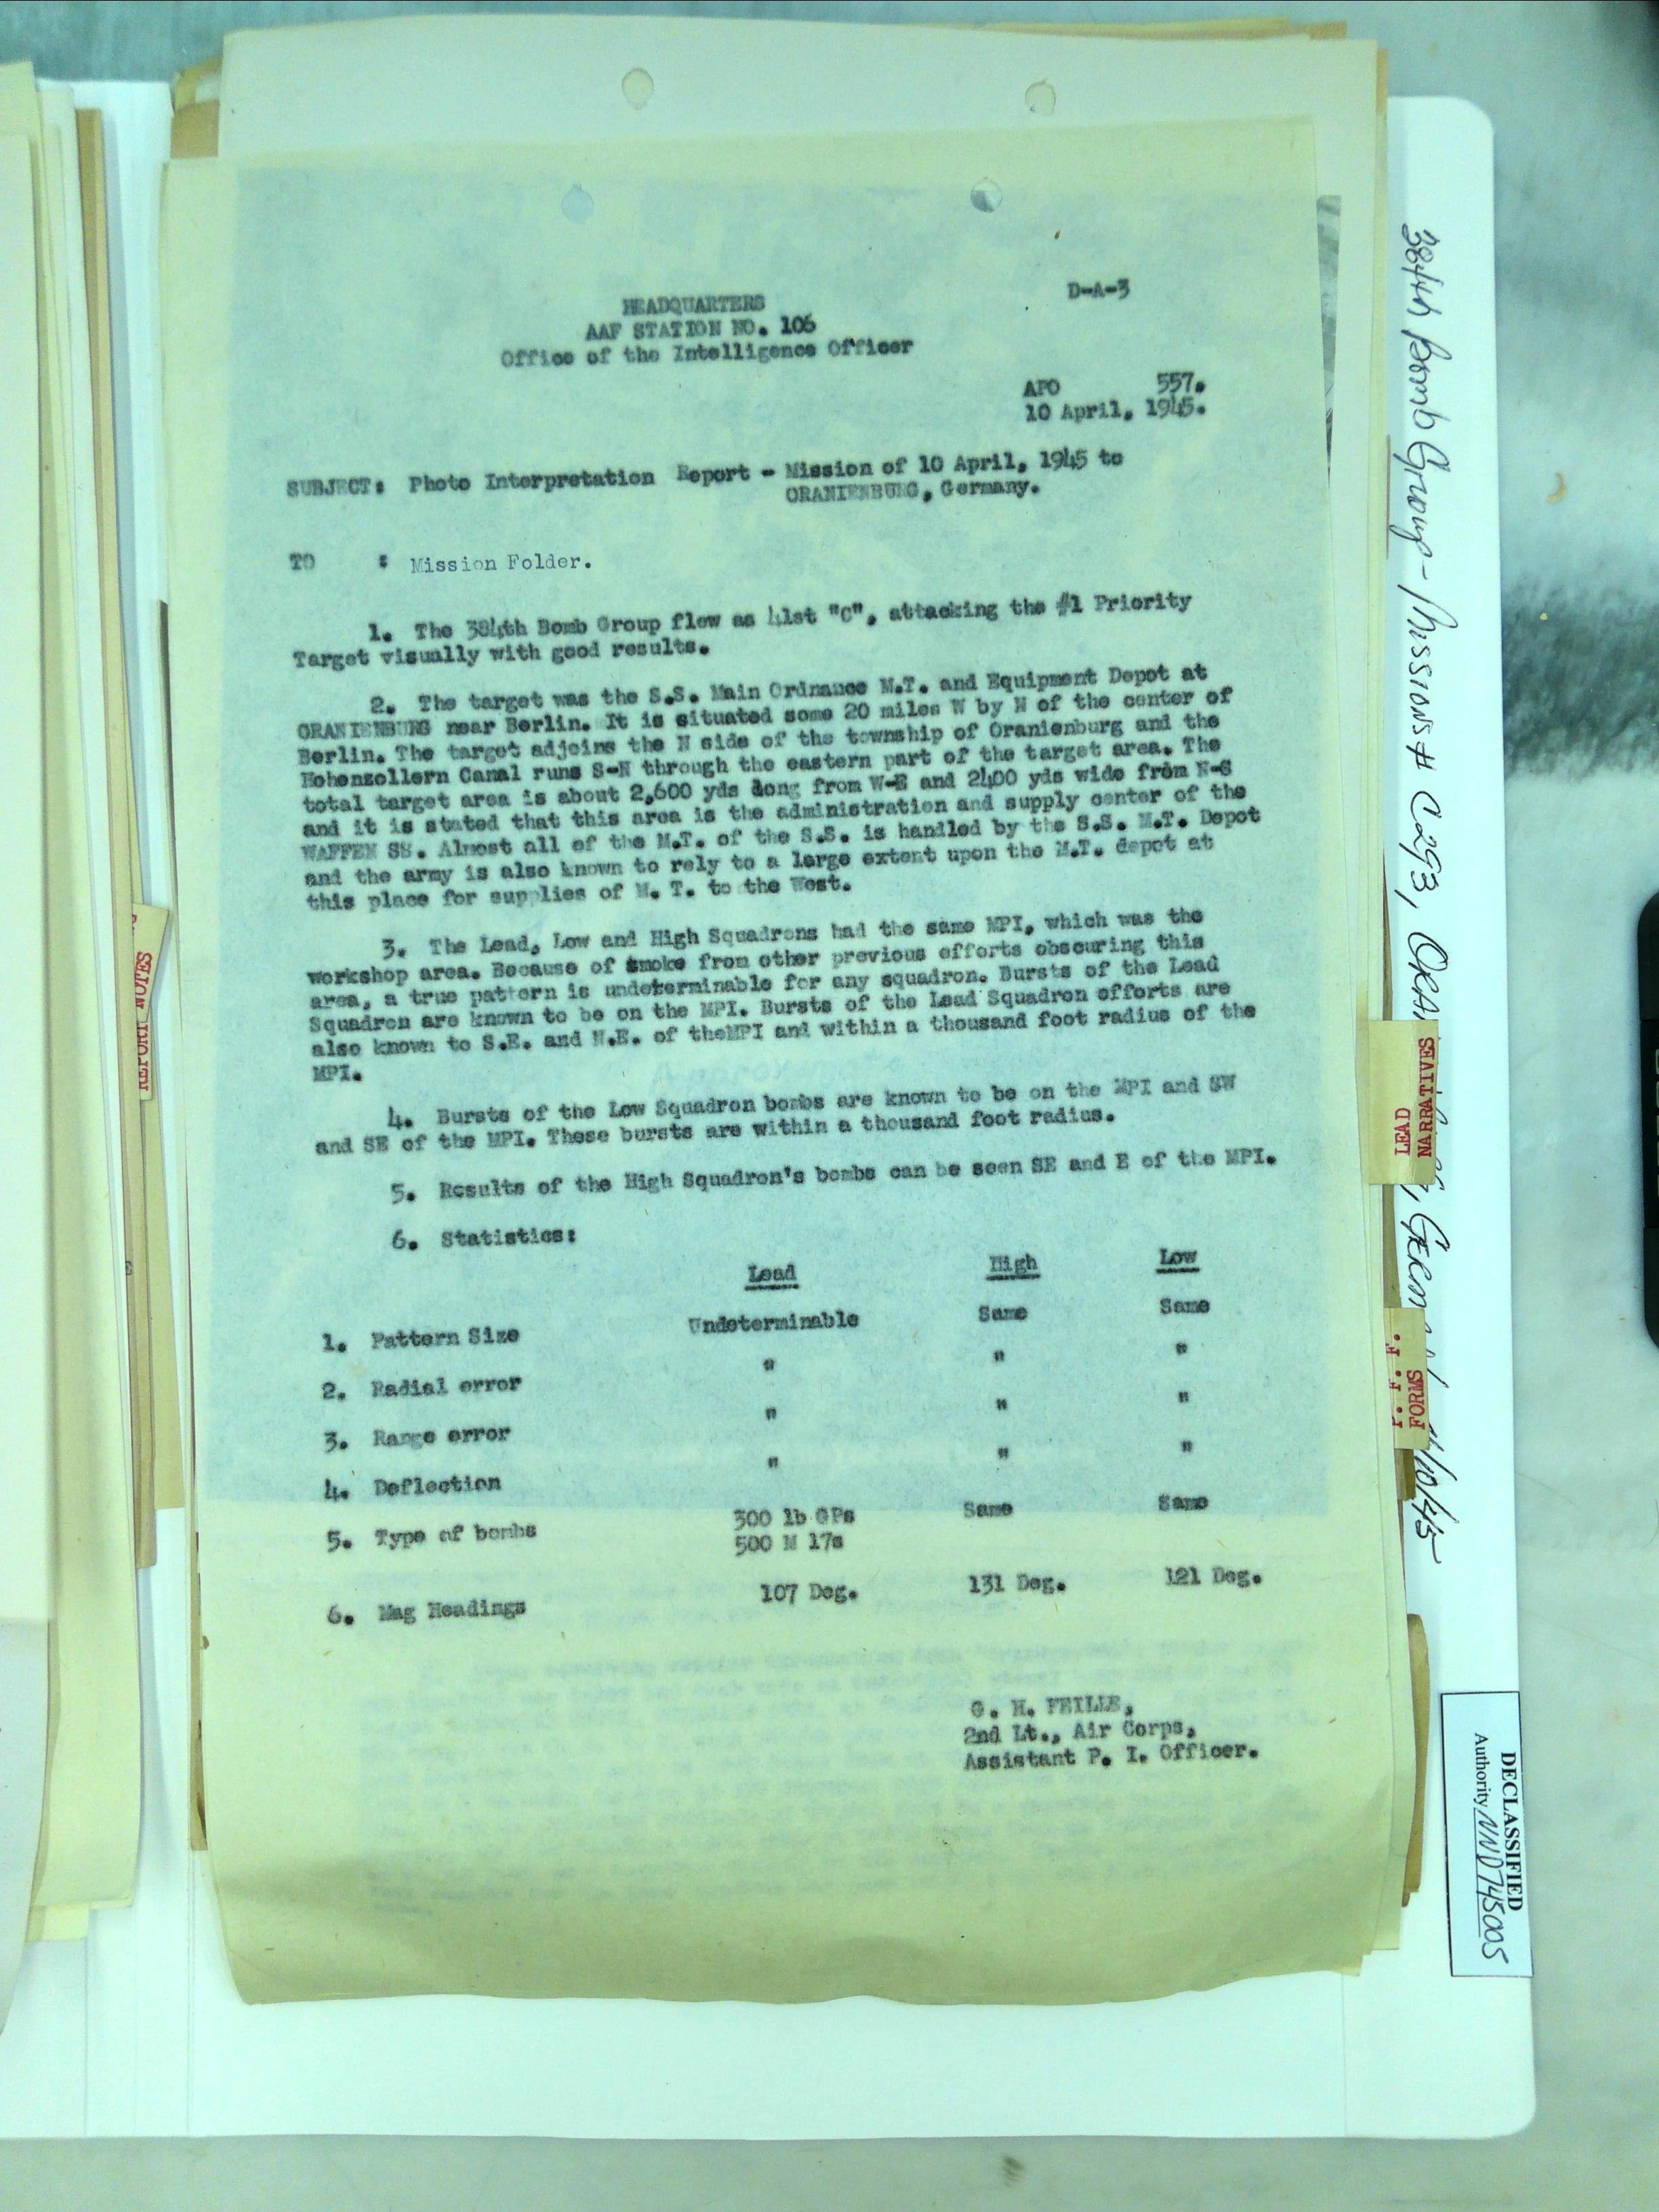 D-A-3
HEADQUARTERS
AAF STATION NO. 106
Office of the Intelligence Officer
APO 557.
10 April, 1945.
SUBJECT: Photo Interpretation Report - Mission of 10 April, 1945 to
ORANIENBURG, Germany.
TO : Mission Folder.
1. The 384th Bomb Group flew as 41st "C", attacking the #1 Priority
Target visually with good results.
2. The target was the S.S. Main Ordnance M.T. and Equipment Depot at
ORANIENBURG near Berlin. It is situated some 20 miles W by N of the center of
Berlin. The target adjoins the N side of the township of Oranienburg and the
Hohenzollern Canal runs S-N through the eastern part of the target area. The
total target area is about 2,600 yds long from W-E and 2400 yds wide from N-S
and it is stated that this area is the administration and supply center of the
WAFFEN SS. Almost all of the M.T. of the S.S. is handled by the S.S. M.T. Depot
and the army is also known to rely to a large extent upon the M.T. depot at
this place for supplies of M. T. to the West.
3. The Lead, Low and High Squadrons had the same MPI, which was the
workshop area. Because of smoke from other previous efforts obscuring this
area, a true pattern is undeterminable for any squadron. Bursts of the Lead
Squadron are known to be on the MPI. Bursts of the Lead Squadron efforts are
also known to S.E. and N.E. of theMPI and within a thousand foot radius of the
MPI.
4. Bursts of the Low Squadron bombs are known to be on the MPI and SW
and SE of the MPI. These bursts are within a thousand foot radius.
5. Results of the High Squadron's bombs can be seen SE and E of the MPI.
6. Statistics:
Lead High Low
1. Pattern Size Undeterminable Same Same
2. Radial error " " "
3. Range error " " "
4. Deflection " " "
5. Type of bombs 300 lb GPs Same Same
500 M 17s
6. Mag Headings 107 Deg. 131 Deg. 121 Deg.
G. H. FEILLE,
2nd Lt., Air Corps,
Assistant P. I. Officer.
384th Bomb Group - Mission # C293, ORA
, Germ
4/10/45
REPORT NOTES
LEAD
NARRATIVES
P. F. F.
FORMS
DECLASSIFIED
Authority NND 745005